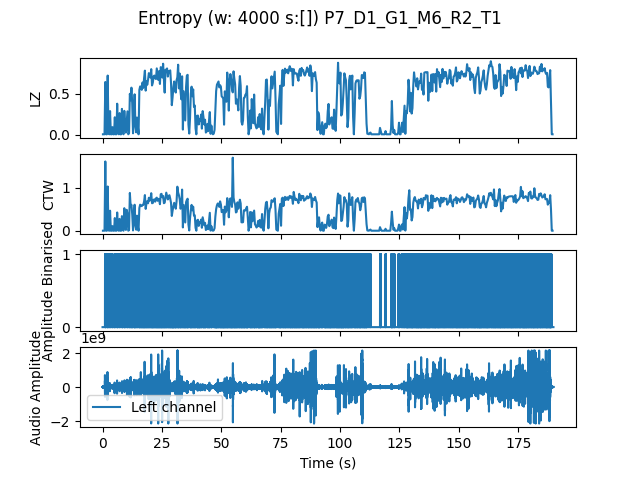 Entropy (w: 4000 s:[]) P7_D1_G1_M6_R2_T1
LZ
0.5
0.0
CTW
1
0
Amplitude Binarised
1
0
1e9
Audio Amplitude
2
0
−2
Left channel
0 25 50 75 100 125 150 175
Time (s)